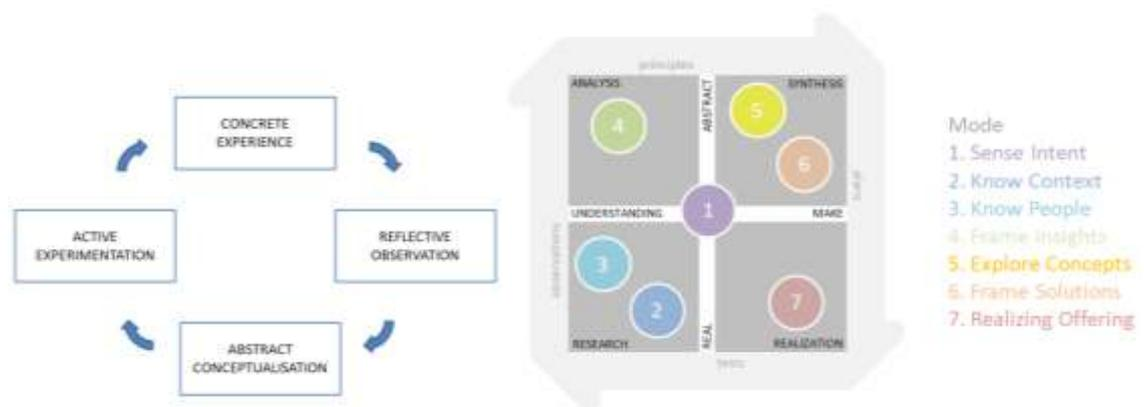 CONCRETE
EXPERIENCE
ACTIVE
EXPERIMENTATION
REFLECTIVE
OBSERVATION
ABSTRACT
CONCEPTUALISATION
principles
ANALYSIS
ABSTRACT
SYNTHESIS
4
5
6
UNDERSTANDING
1
MAKE
observations
3
2
7
RESEARCH
REAL
REALIZATION
Mode
1. Sense Intent
2. Know Context
3. Know People
4. Frame Insights
5. Explore Concepts
6. Frame Solutions
7. Realizing Offering